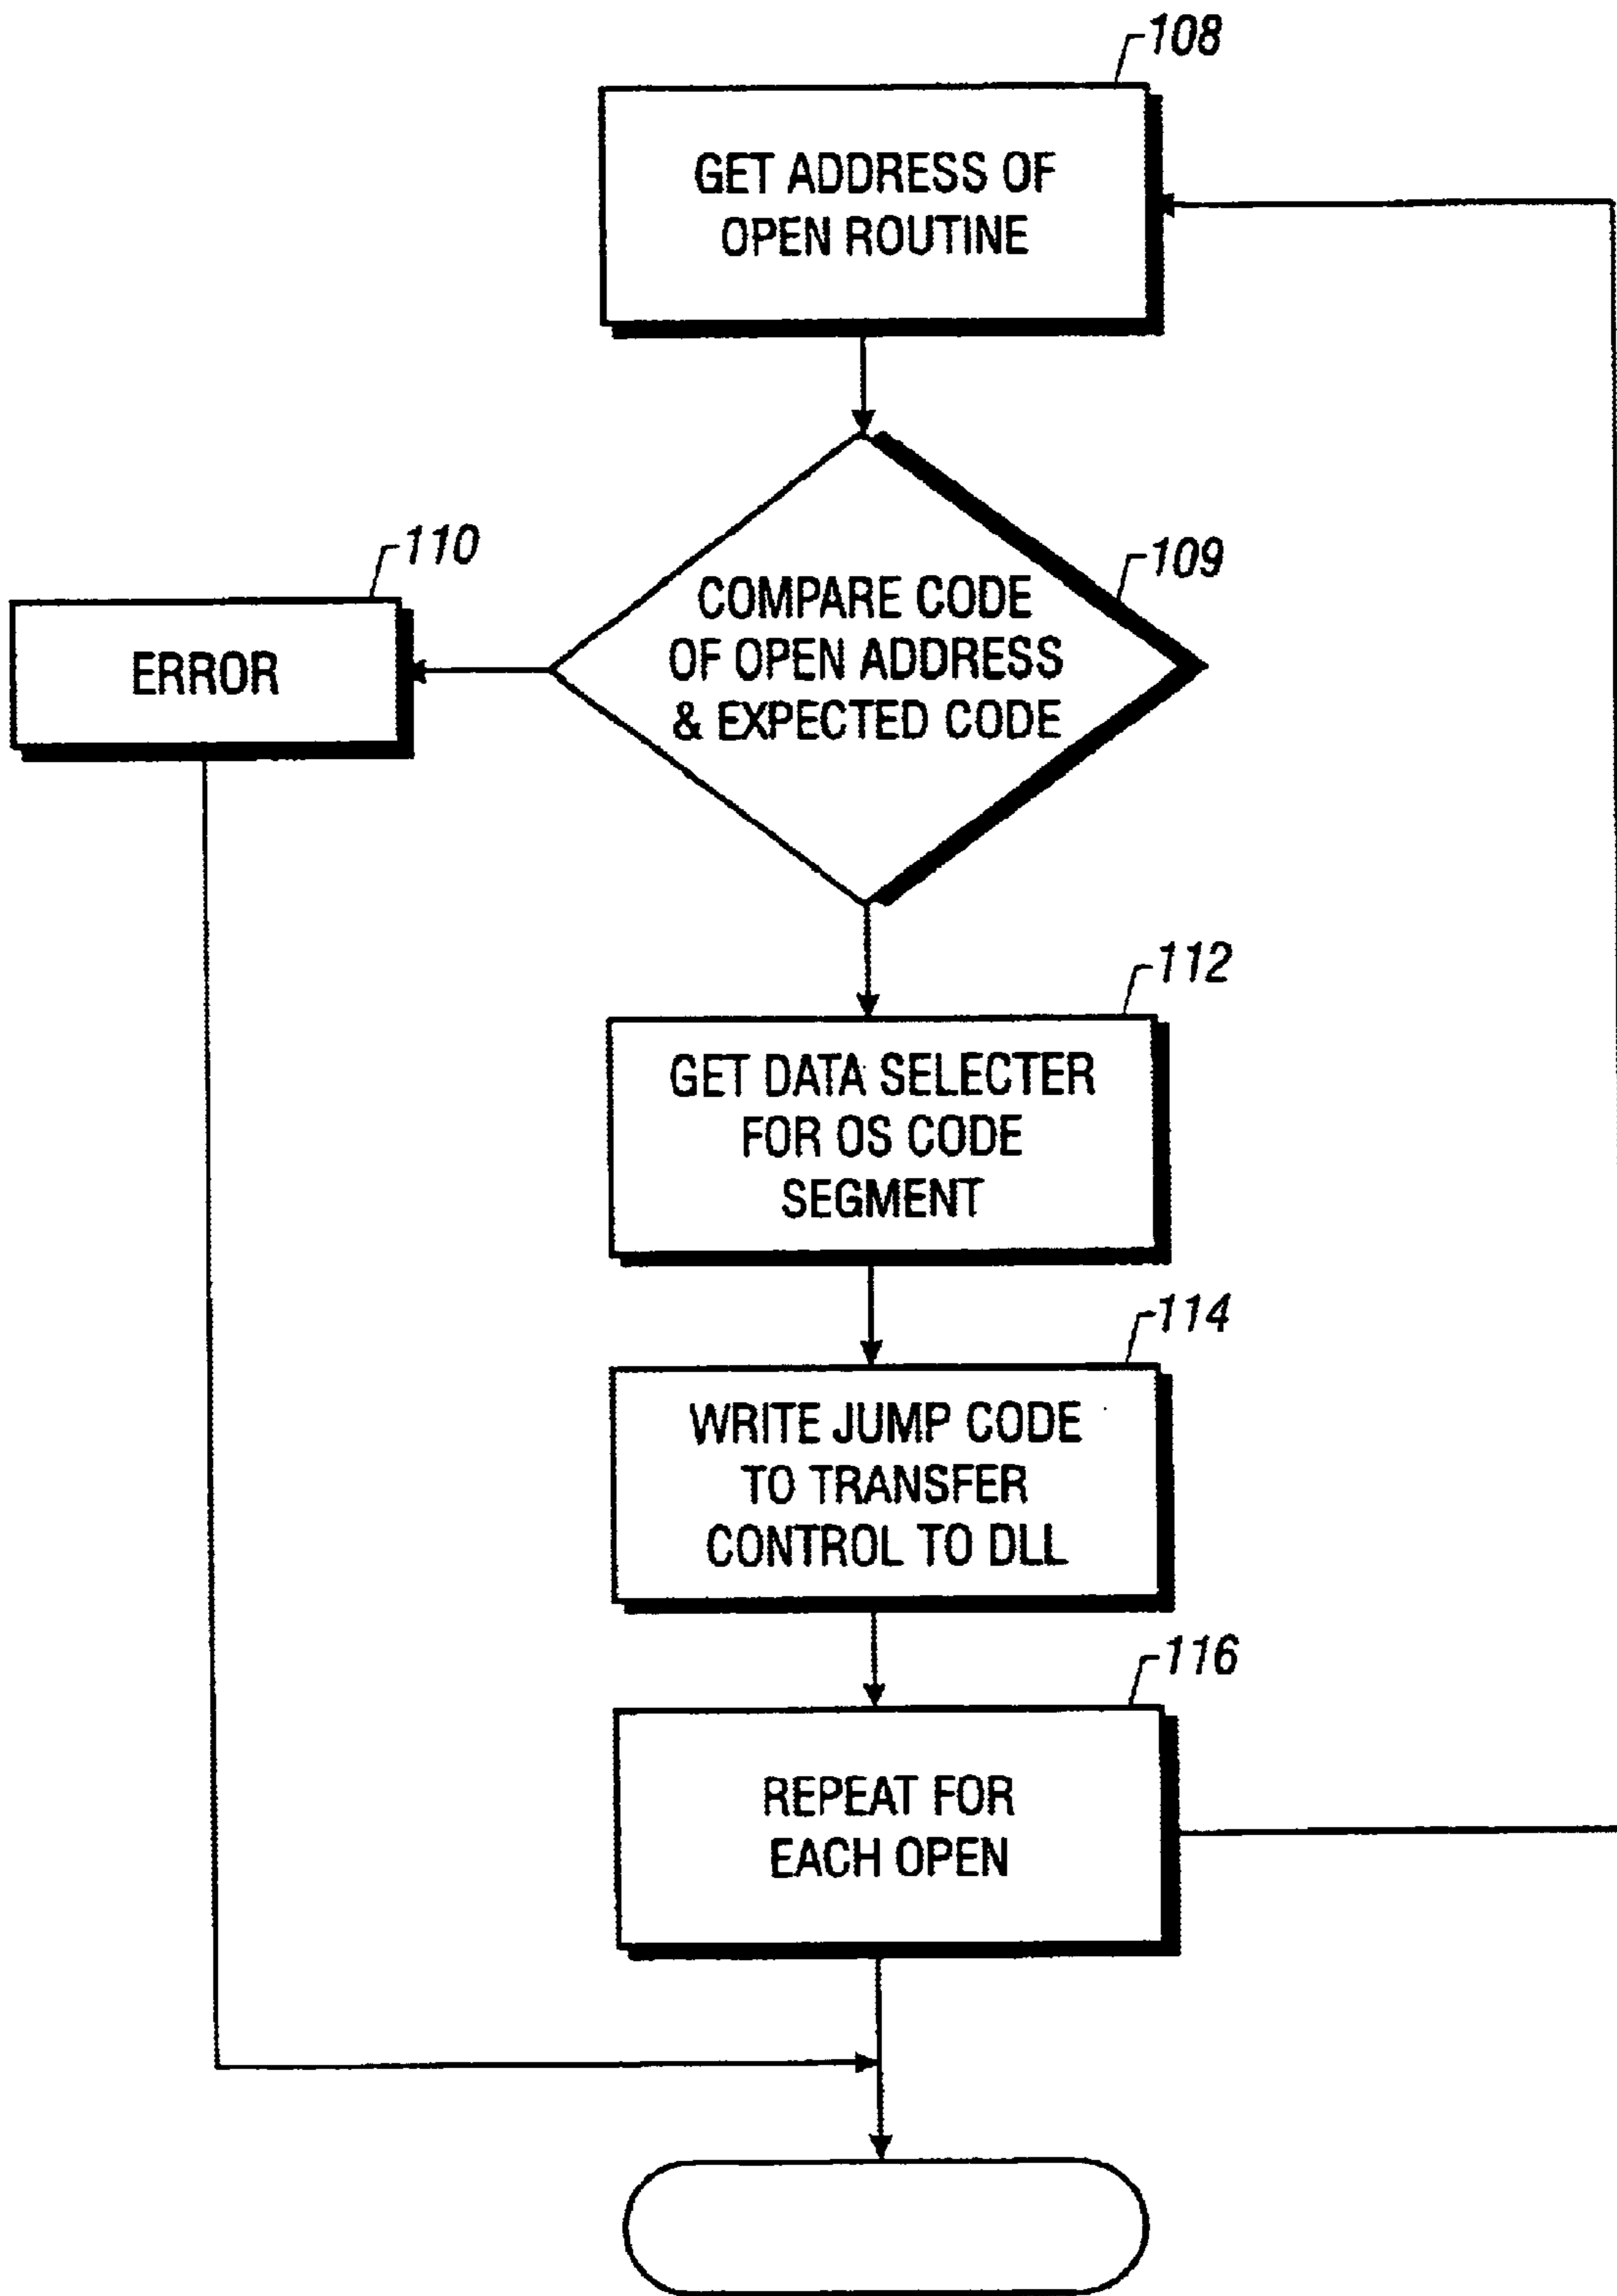 108
GET ADDRESS OF
OPEN ROUTINE
110
109
COMPARE CODE
OF OPEN ADDRESS
& EXPECTED CODE
ERROR
112
GET DATA SELECTER
FOR OS CODE
SEGMENT
114
WRITE JUMP CODE
TO TRANSFER
CONTROL TO DLL
116
REPEAT FOR
EACH OPEN